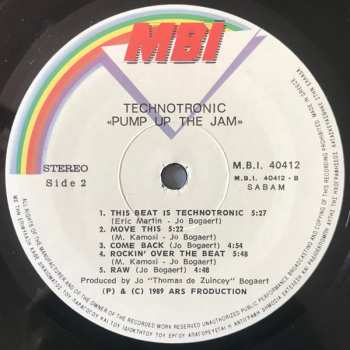 MBI
TECHNOTRONIC
«PUMP UP THE JAM»
STEREO
Side 2
M.B.I. 40412
M.B.I. 40412 - B
SABAM
1 THIS BEAT IS TECHNOTRONIC 5:27
(Eric Martin - Jo Bogaert)
2 MOVE THIS 5:22
(M. Kamosi - Jo Bogaert)
3 COME BACK (Jo Bogaert) 4:54
4 ROCKIN' OVER THE BEAT 5:48
(M. Kamosi - Jo Bogaert)
5 RAW (Jo Bogaert) 4:48
Produced by Jo "Thomas de Zuincey" Bogaert
(P) & (C) 1989 ARS PRODUCTION
ALL RIGHTS OF THE MANUFACTURER AND OF THE OWNER OF THE RECORDED WORK RESERVED. UNAUTHORIZED PUBLIC PERFORMANCE BROADCASTING AND COPYING OF THIS RECORD PROHIBITED. MADE IN GREECE